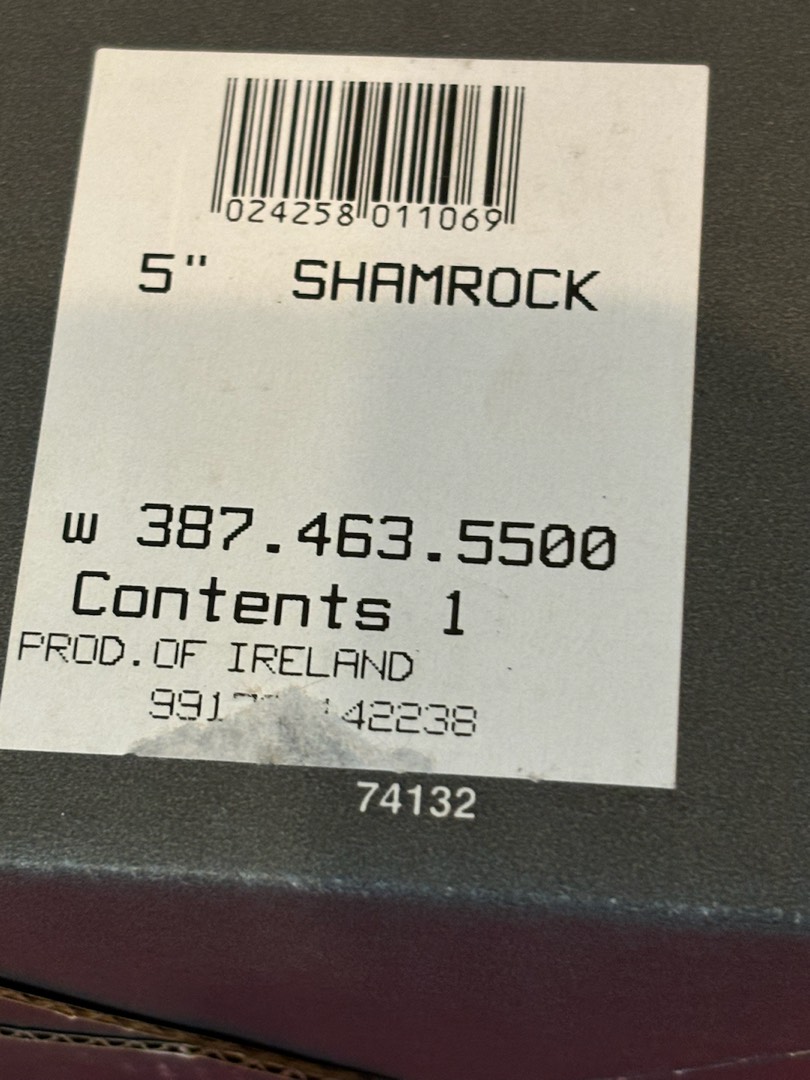 024258 011069
5" SHAMROCK
w 387.463.5500
Contents 1
PROD.OF IRELAND
74132